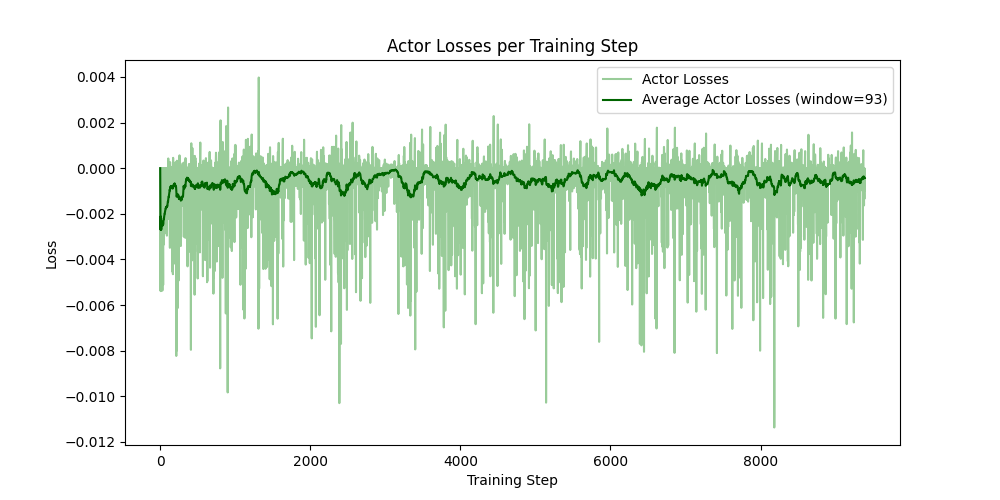 Actor Losses per Training Step
Actor Losses
Average Actor Losses (window=93)
Loss
0.004
0.002
0.000
−0.002
−0.004
−0.006
−0.008
−0.010
−0.012
0
2000
4000
6000
8000
Training Step